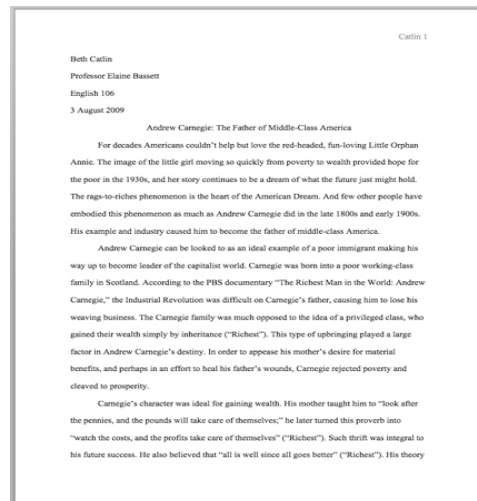 Catlin 1
Beth Catlin
Professor Elaine Bassett
English 106
3 August 2009
Andrew Carnegie: The Father of Middle-Class America
For decades Americans couldn't help but love the red-headed, fun-loving Little Orphan
Annie. The image of the little girl moving so quickly from poverty to wealth provided hope for
the poor in the 1930s, and her story continues to be a dream of what the future just might hold.
The rags-to-riches phenomenon is the heart of the American Dream. And few other people have
embodied this phenomenon as much as Andrew Carnegie did in the late 1800s and early 1900s.
His example and industry caused him to become the father of middle-class America.
Andrew Carnegie can be looked to as an ideal example of a poor immigrant making his
way up to become leader of the capitalist world. Carnegie was born into a poor working-class
family in Scotland. According to the PBS documentary “The Richest Man in the World: Andrew
Carnegie,” the Industrial Revolution was difficult on Carnegie's father, causing him to lose his
weaving business. The Carnegie family was much opposed to the idea of a privileged class, who
gained their wealth simply by inheritance (“Richest”). This type of upbringing played a large
factor in Andrew Carnegie's destiny. In order to appease his mother's desire for material
benefits, and perhaps in an effort to heal his father's wounds, Carnegie rejected poverty and
cleaved to prosperity.
Carnegie's character was ideal for gaining wealth. His mother taught him to “look after
the pennies, and the pounds will take care of themselves;” he later turned this proverb into
“watch the costs, and the profits take care of themselves” (“Richest”). Such thrift was integral to
his future success. He also believed that “all is well since all goes better” (“Richest”). His theory